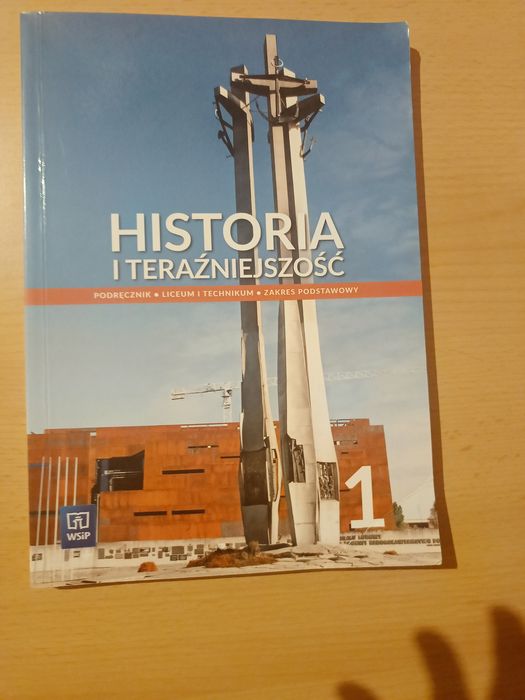 HISTORIA
I TERAŹNIEJSZOŚĆ
PODRĘCZNIK • LICEUM I TECHNIKUM • ZAKRES PODSTAWOWY
1
WSiP